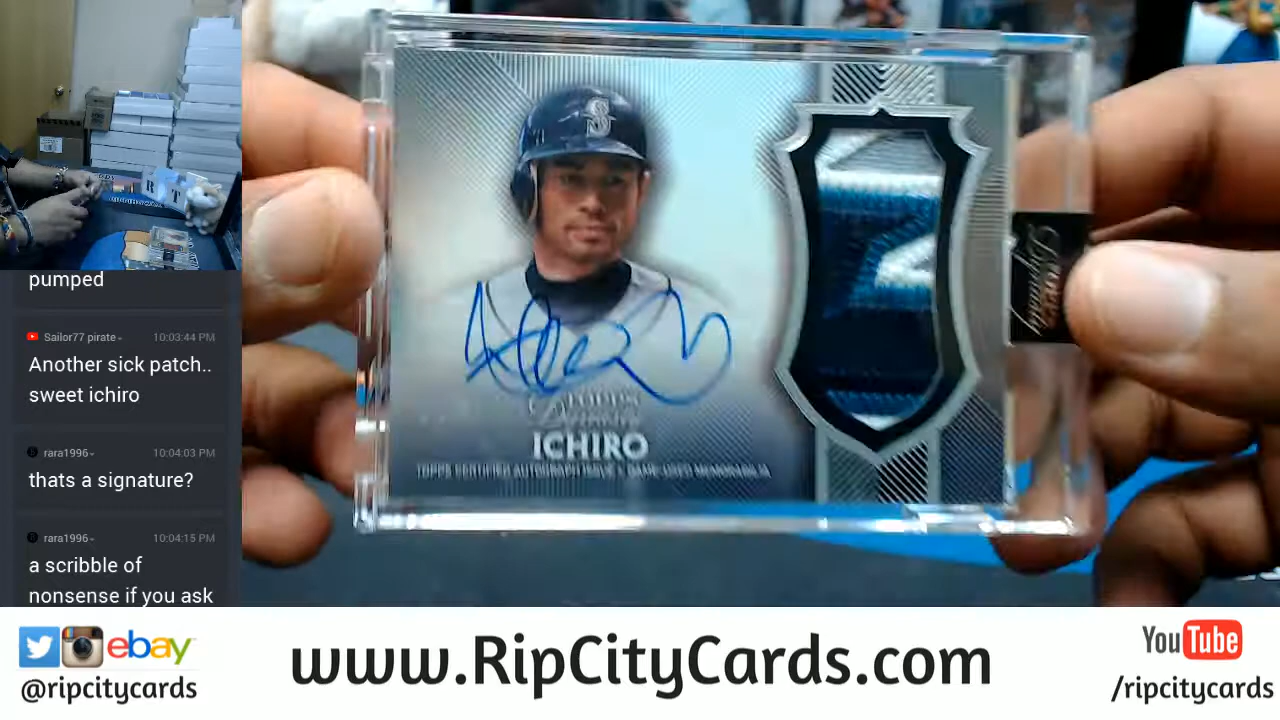 pumped
Sailor77 pirate
10:03:44 PM
Another sick patch..
sweet ichiro
rara1996
10:04:03 PM
thats a signature?
rara1996
10:04:15 PM
a scribble of
nonsense if you ask
S
ICHIRO
TOPPS CERTIFIED AUTOGRAPH ISSUE • GAME-USED MEMORABILIA
R T
ebay
@ripcitycards
www.RipCityCards.com
YouTube
/ripcitycards